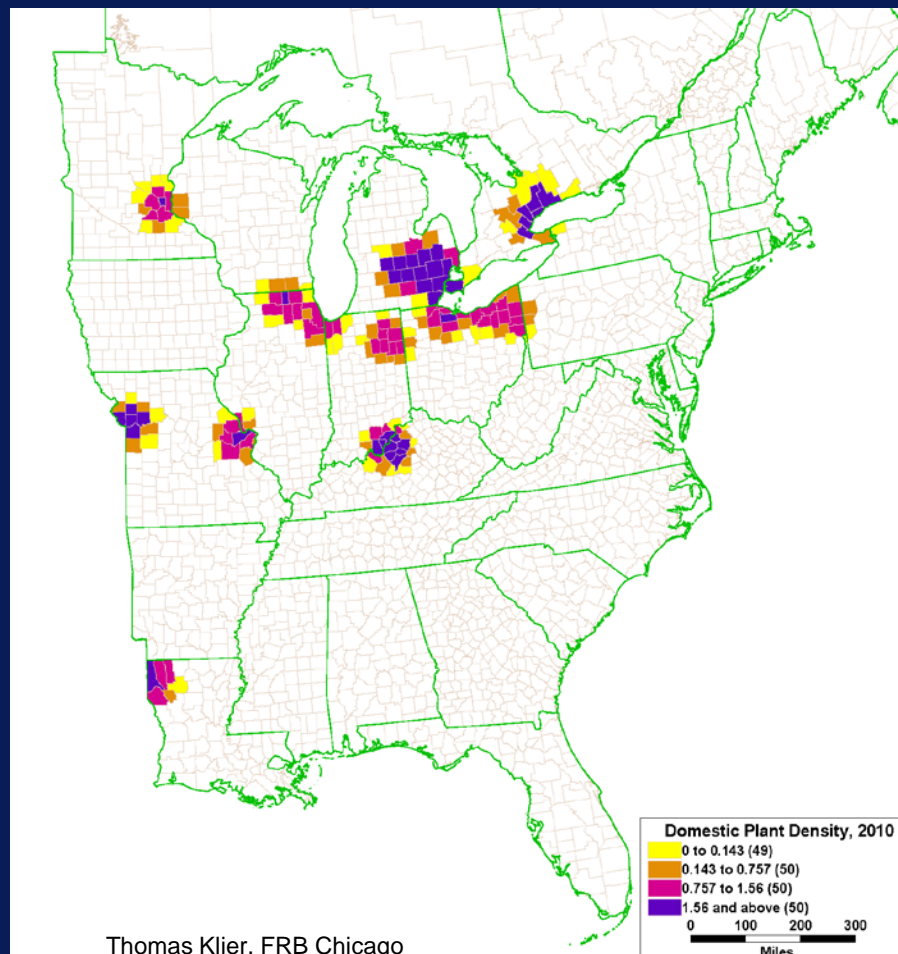 Domestic Plant Density, 2010
0 to 0.143 (49)
0.143 to 0.757 (50)
0.757 to 1.56 (50)
1.56 and above (50)
0 100 200 300
Miles
Thomas Klier, FRB Chicago